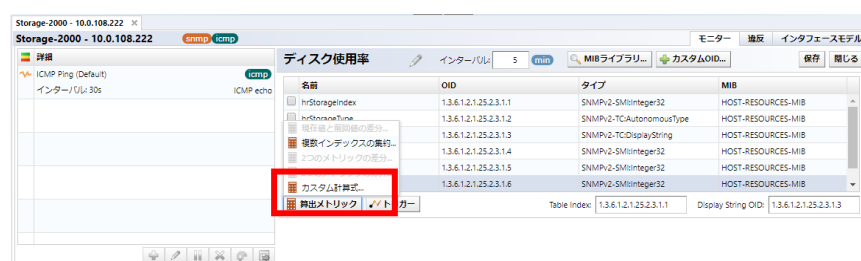 Storage-2000 - 10.0.108.222 ×
Storage-2000 - 10.0.108.222 snmp icmp
モニター 違反 インタフェースモデル
詳細
ICMP Ping (Default) icmp
インターバル: 30s ICMP echo
ディスク使用率 インターバル: 5 min MIBライブラリ... カスタムOID... 保存 閉じる
名前 OID タイプ MIB
hrStorageIndex 1.3.6.1.2.1.25.2.3.1.1 SNMPv2-SMI:Integer32 HOST-RESOURCES-MIB
hrStorageType 1.3.6.1.2.1.25.2.3.1.2 SNMPv2-TC:AutonomousType HOST-RESOURCES-MIB
現在値と前回値の差分...
1.3.6.1.2.1.25.2.3.1.3 SNMPv2-TC:DisplayString HOST-RESOURCES-MIB
複数インデックスの集約...
1.3.6.1.2.1.25.2.3.1.4 SNMPv2-SMI:Integer32 HOST-RESOURCES-MIB
2つのメトリックの差分...
1.3.6.1.2.1.25.2.3.1.5 SNMPv2-SMI:Integer32 HOST-RESOURCES-MIB
カスタム計算式...
1.3.6.1.2.1.25.2.3.1.6 SNMPv2-SMI:Integer32 HOST-RESOURCES-MIB
算出メトリック トガー Table Index: 1.3.6.1.2.1.25.2.3.1.1 Display String OID: 1.3.6.1.2.1.25.2.3.1.3